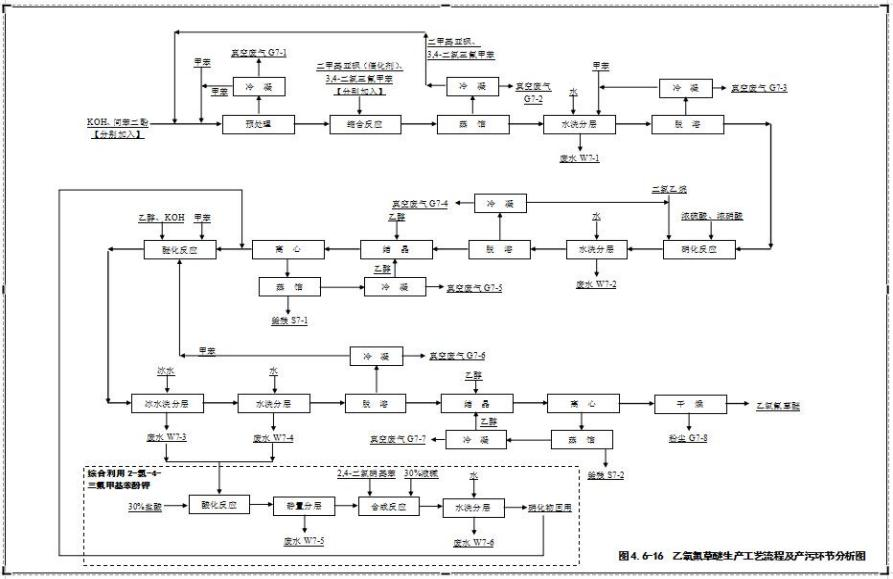 二甲基亚砜、
3,4-二氯三氟甲苯
真空废气 G7-1
甲苯
二甲基亚砜（催化剂）、
3,4-二氯三氟甲苯
【分别加入】
甲苯
冷 凝
甲苯
冷 凝
真空废气
G7-2
水
冷 凝
真空废气 G7-3
KOH、间苯二酚
【分别加入】
预处理
缩合反应
蒸 馏
水洗分层
脱 溶
废水 W7-1
二氯乙烷
真空废气 G7-4
冷 凝
乙醇、KOH
甲苯
乙醇
水
浓硫酸、浓硝酸
醚化反应
离 心
结 晶
脱 溶
水洗分层
硝化反应
乙醇
蒸 馏
冷 凝
真空废气 G7-5
废水 W7-2
釜残 S7-1
甲苯
冷 凝
真空废气 G7-6
冰水
水
乙醇
冰水洗分层
水洗分层
脱 溶
结 晶
离 心
干 燥
乙氧氟草醚
乙醇
废水 W7-3
废水 W7-4
真空废气 G7-7
冷 凝
蒸 馏
粉尘 G7-8
釜残 S7-2
综合利用 2-氯-4-
三氟甲基苯酚钾
2,4-二氯硝基苯
30%液碱
水
30%盐酸
酸化反应
静置分层
合成反应
水洗分层
硝化物回用
废水 W7-5
废水 W7-6
图 4.6-16 乙氧氟草醚生产工艺流程及产污环节分析图